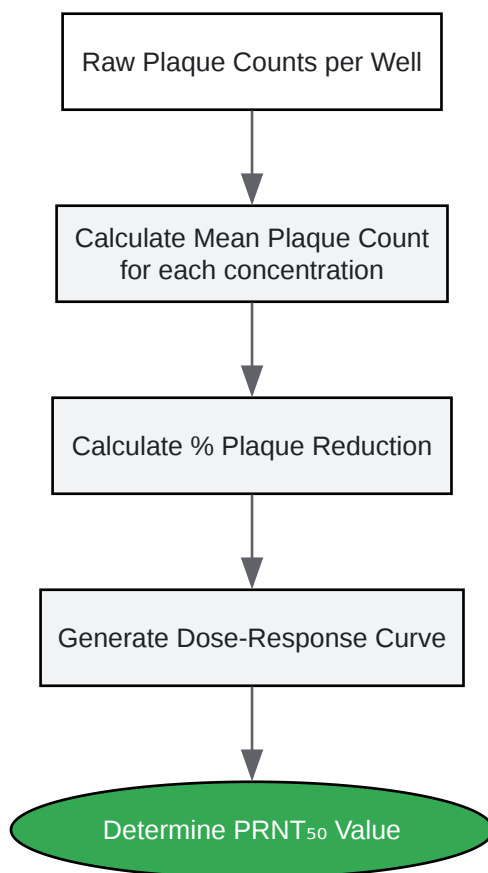 Raw Plaque Counts per Well
Calculate Mean Plaque Count
for each concentration
Calculate % Plaque Reduction
Generate Dose-Response Curve
Determine PRNT₅₀ Value